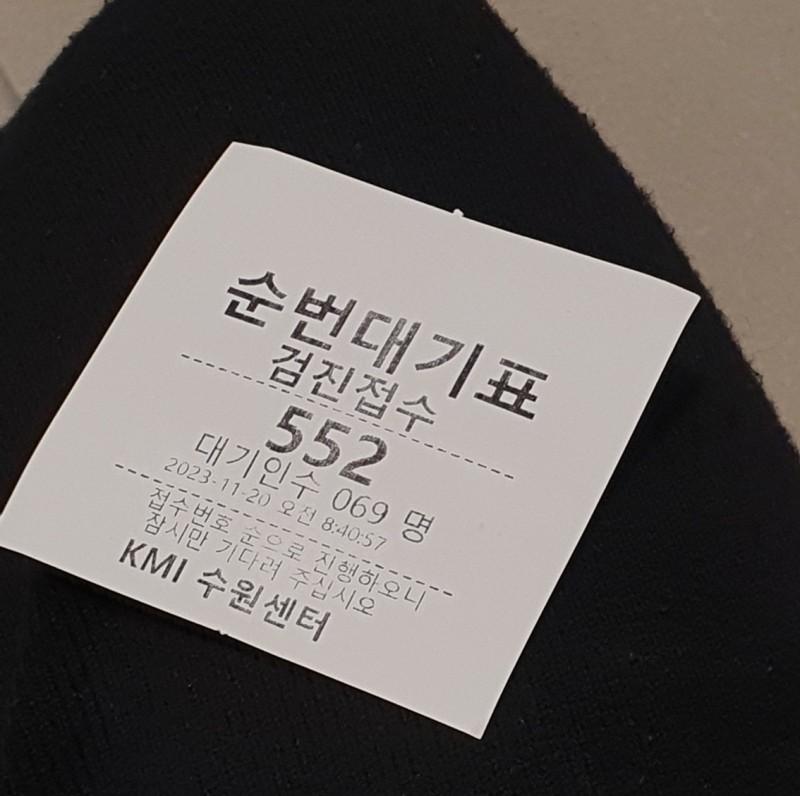 순번대기표
검진접수
552
대기인수 069 명
2023-11-20 오전 8:40:57
접수번호 순으로 진행하오니
잠시만 기다려 주십시오
KMI 수원센터